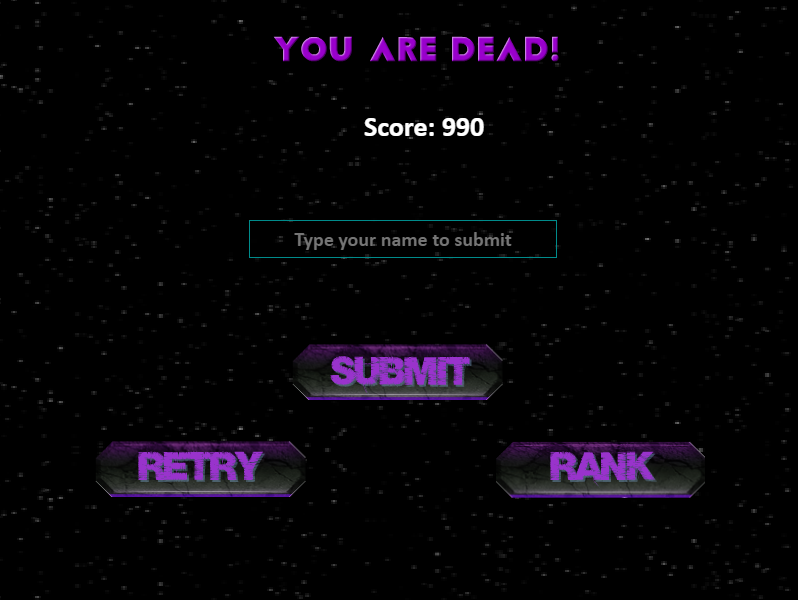 YOU ARE DEAD!
Score: 990
Type your name to submit
SUBMIT
RETRY
RANK